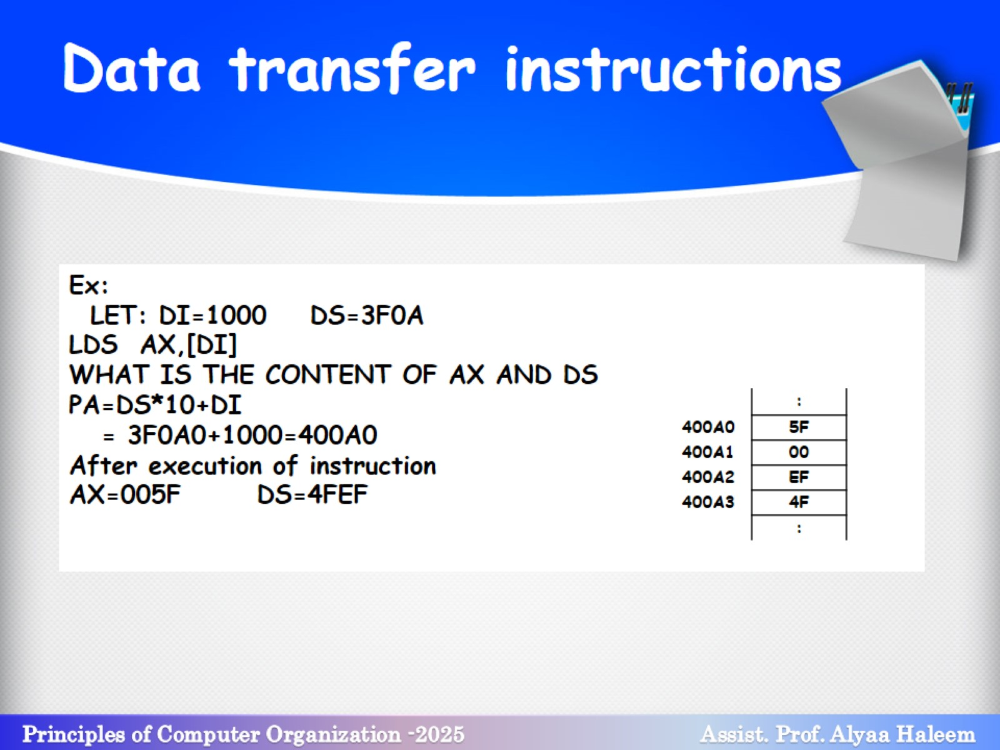 Data transfer instructions
Ex:
LET: DI=1000 DS=3F0A
LDS AX,[DI]
WHAT IS THE CONTENT OF AX AND DS
PA=DS*10+DI
= 3F0A0+1000=400A0
After execution of instruction
AX=005F DS=4FEF
:
400A0 5F
400A1 00
400A2 EF
400A3 4F
:
Principles of Computer Organization -2025
Assist. Prof. Alyaa Haleem